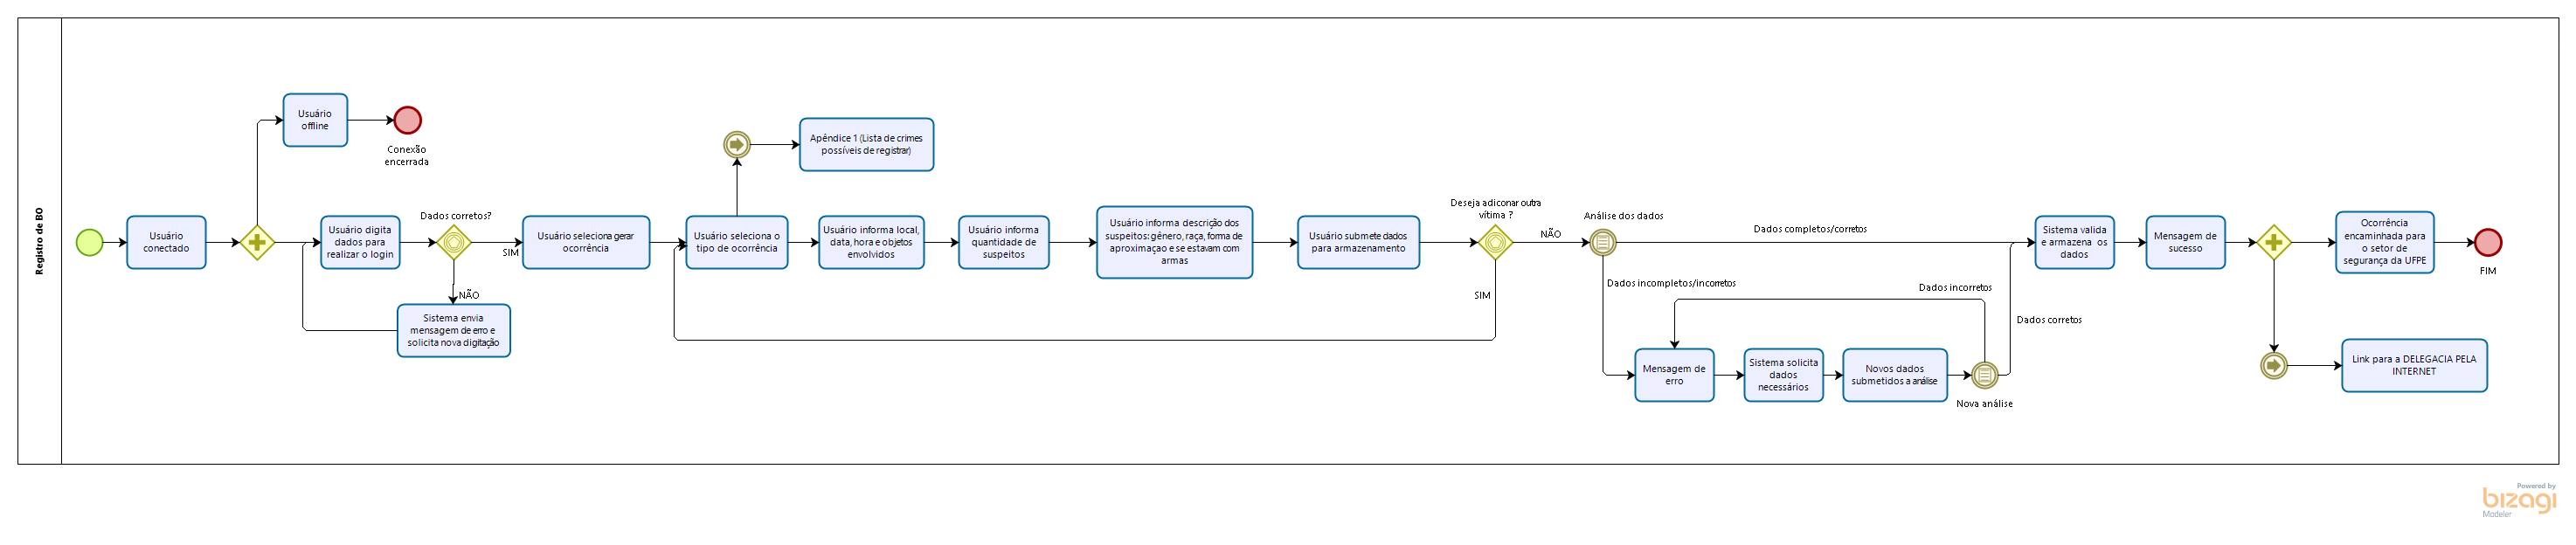 Registro de BO
Usuário
conectado
Usuário
offline
Conexão
encerrada
Usuário digita
dados para
realizar o login
Dados corretos?
SIM
NÃO
Sistema envia
mensagem de erro e
solicita nova digitação
Usuário seleciona gerar
ocorrência
Usuário seleciona o
tipo de ocorrência
Apêndice 1 (Lista de crimes
possíveis de registrar)
Usuário informa local,
data, hora e objetos
envolvidos
Usuário informa
quantidade de
suspeitos
Usuário informa descrição dos
suspeitos: gênero, raça, forma de
aproximaçao e se estavam com
armas
Usuário submete dados
para armazenamento
Deseja adiconar outra
vítima ?
NÃO
SIM
Análise dos dados
Dados completos/corretos
Dados incompletos/incorretos
Dados incorretos
Dados corretos
Mensagem de
erro
Sistema solicita
dados
necessários
Novos dados
submetidos a análise
Nova análise
Sistema valida
e armazena os
dados
Mensagem de
sucesso
Ocorrência
encaminhada para
o setor de
segurança da UFPE
FIM
Link para a DELEGACIA PELA
INTERNET
Powered by
bizagi
Modeler